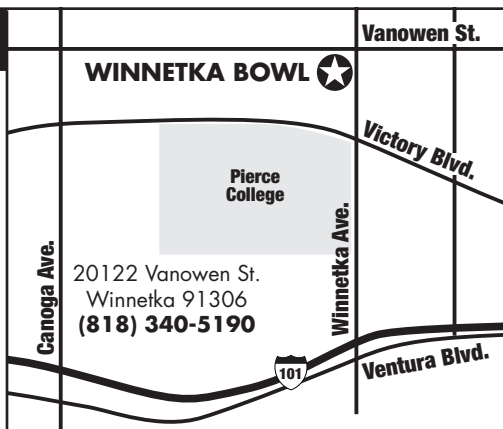 Vanowen St.
WINNETKA BOWL
Victory Blvd.
Pierce
College
Canoga Ave.
Winnetka Ave.
20122 Vanowen St.
Winnetka 91306
(818) 340-5190
101
Ventura Blvd.